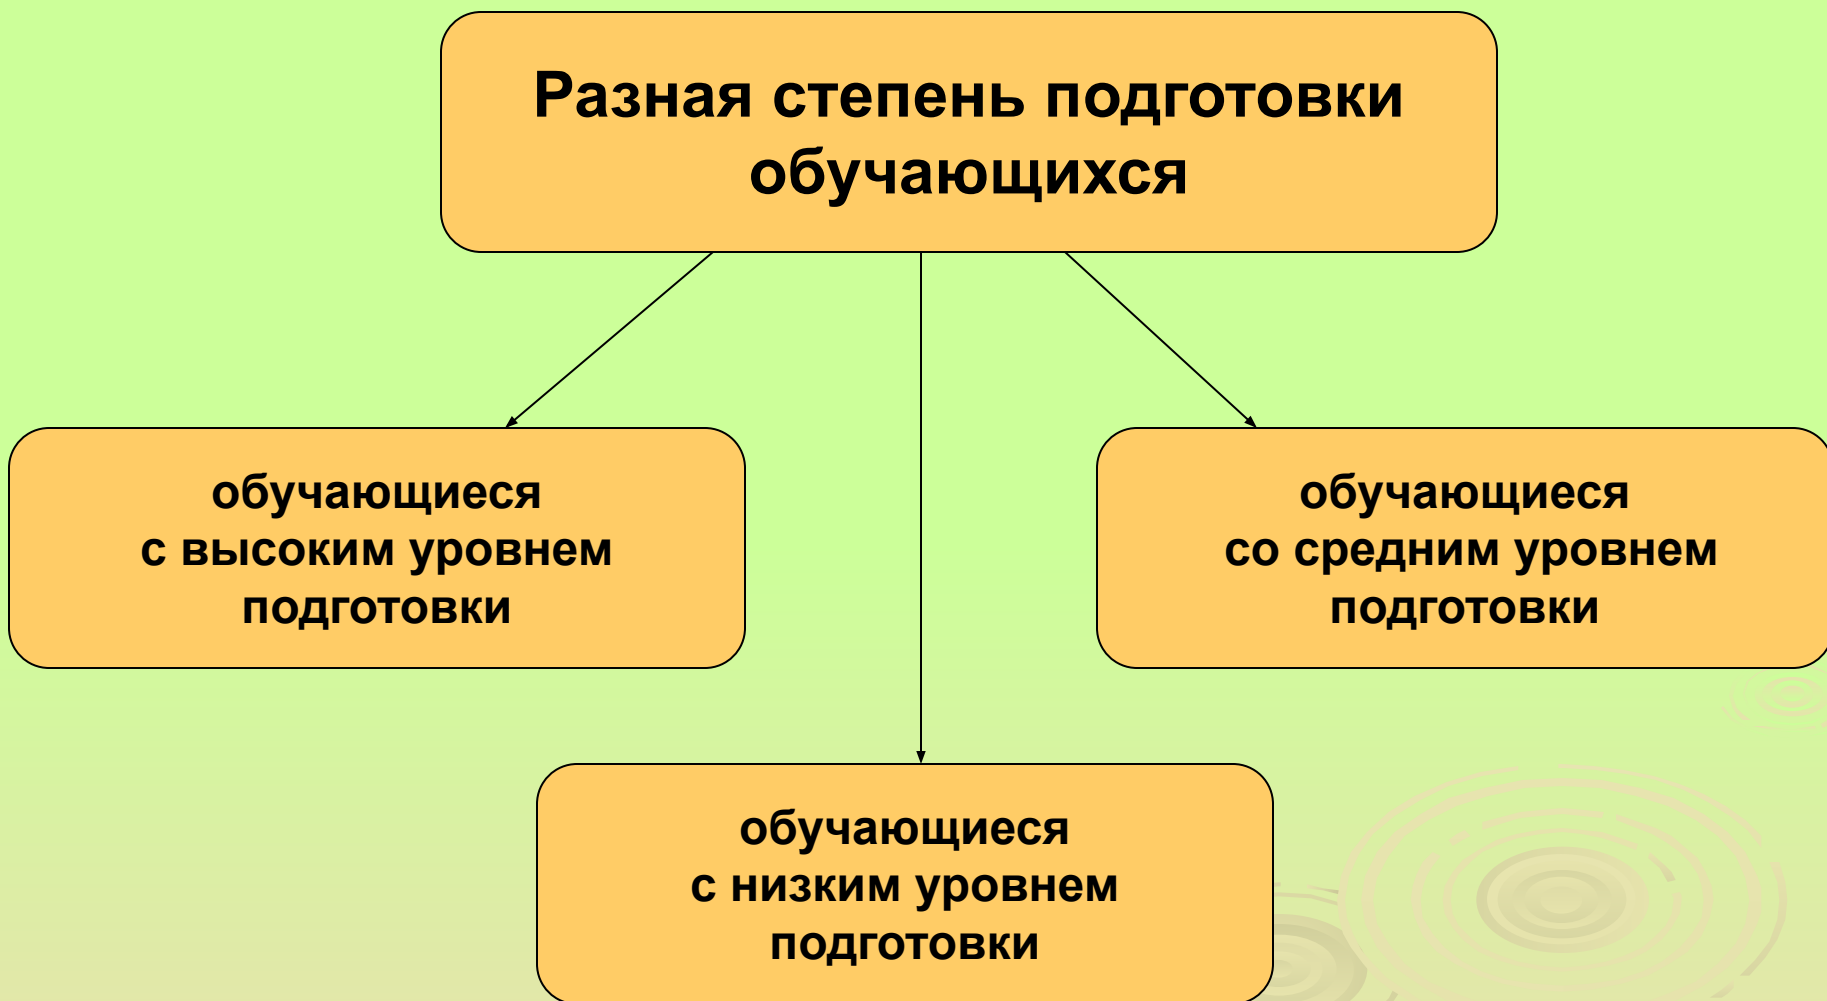 Разная степень подготовки
обучающихся
обучающиеся
с высоким уровнем
подготовки
обучающиеся
со средним уровнем
подготовки
обучающиеся
с низким уровнем
подготовки